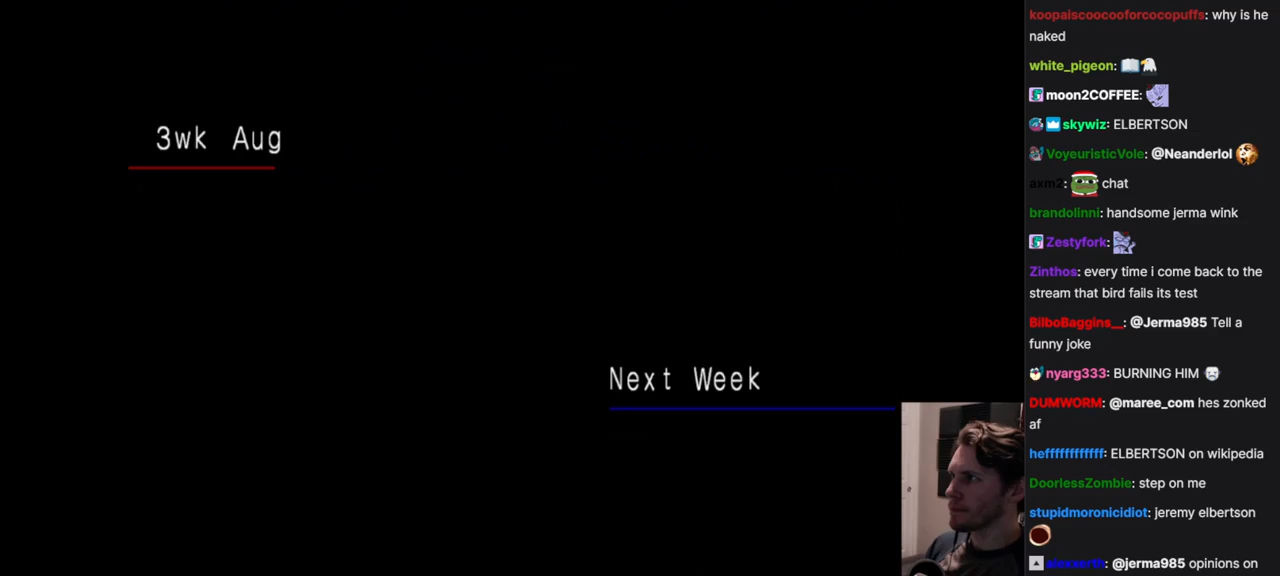 3wk Aug
Next Week
koopaiscoocooforcocopuffs: why is he
naked
white_pigeon:
moon2COFFEE:
skywiz: ELBERTSON
VoyeuristicVole: @Neanderlol
axm2: chat
brandolinni: handsome jerma wink
Zestyfork:
Zinthos: every time i come back to the
stream that bird fails its test
BilboBaggins__: @Jerma985 Tell a
funny joke
nyarg333: BURNING HIM
DUMWORM: @maree_com hes zonked
af
heffffffffffff: ELBERTSON on wikipedia
DoorlessZombie: step on me
stupidmoronicidiot: jeremy elbertson
@jerma985 opinions on